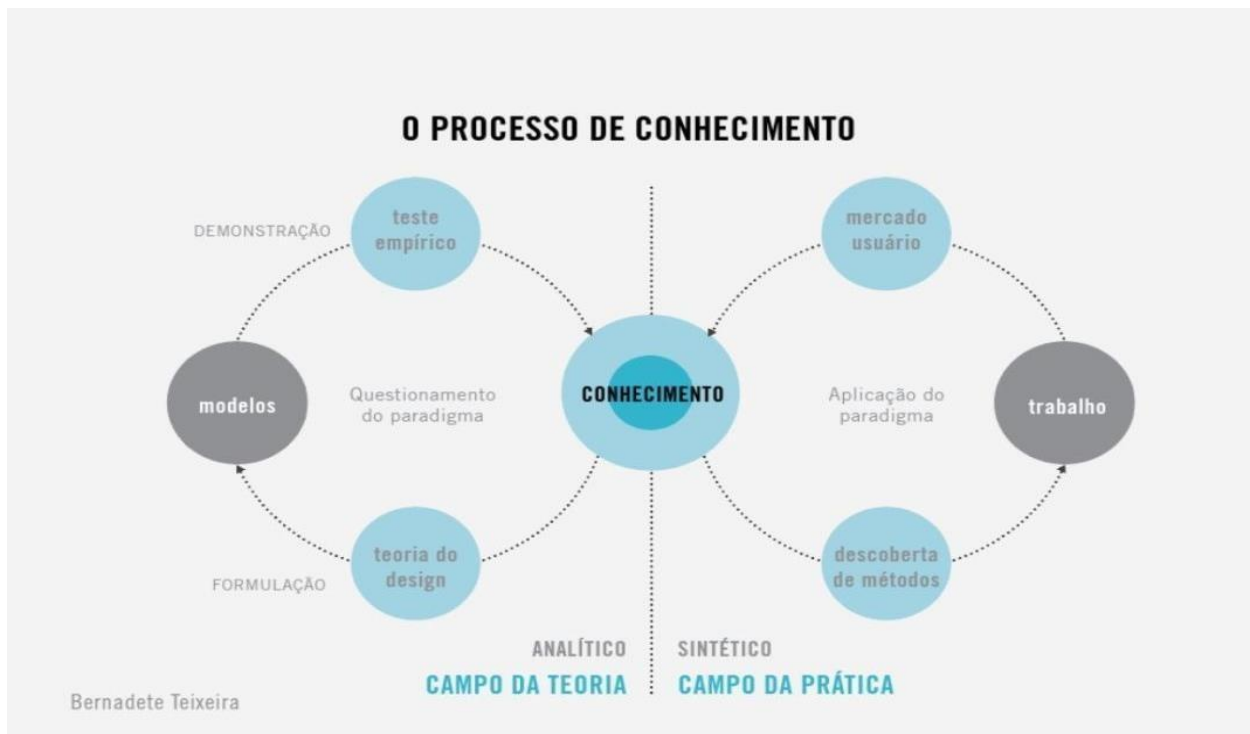 O PROCESSO DE CONHECIMENTO
DEMONSTRAÇÃO
teste
empírico
mercado
usuário
modelos
Questionamento
do paradigma
CONHECIMENTO
Aplicação do
paradigma
trabalho
FORMULAÇÃO
teoria do
design
descoberta
de métodos
ANALÍTICO
SINTÉTICO
CAMPO DA TEORIA
CAMPO DA PRÁTICA
Bernadete Teixeira